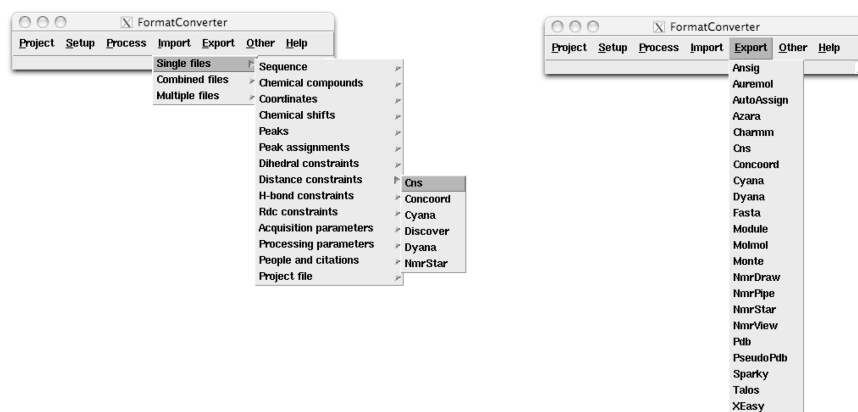 FormatConverter
Project Setup Process Import Export Other Help
Single files
Combined files
Multiple files
Sequence
Chemical compounds
Coordinates
Chemical shifts
Peaks
Peak assignments
Dihedral constraints
Distance constraints
H-bond constraints
Rdc constraints
Acquisition parameters
Processing parameters
People and citations
Project file
Cns
Concoord
Cyana
Discover
Dyana
NmrStar
FormatConverter
Project Setup Process Import Export Other Help
Ansig
Auremol
AutoAssign
Azara
Charmm
Cns
Concoord
Cyana
Dyana
Fasta
Module
Molmol
Monte
NmrDraw
NmrPipe
NmrStar
NmrView
Pdb
PseudoPdb
Sparky
Talos
XEasy